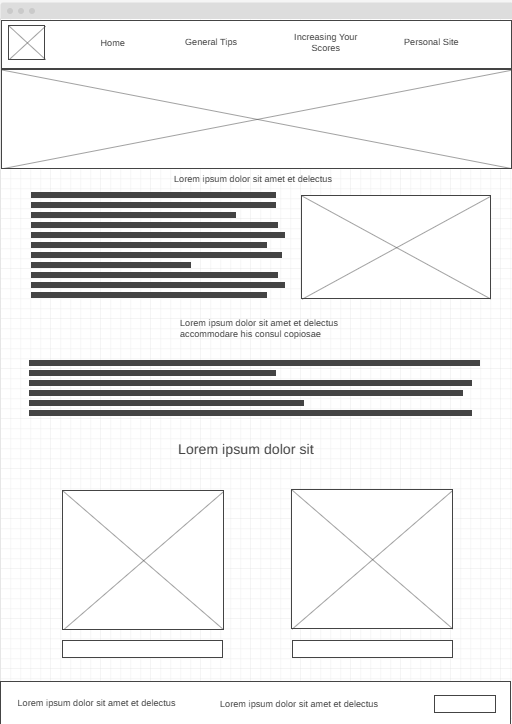 Home
General Tips
Increasing Your
Scores
Personal Site
Lorem ipsum dolor sit amet et delectus
Lorem ipsum dolor sit amet et delectus
accommodare his consul copiosae
Lorem ipsum dolor sit
Lorem ipsum dolor sit amet et delectus
Lorem ipsum dolor sit amet et delectus